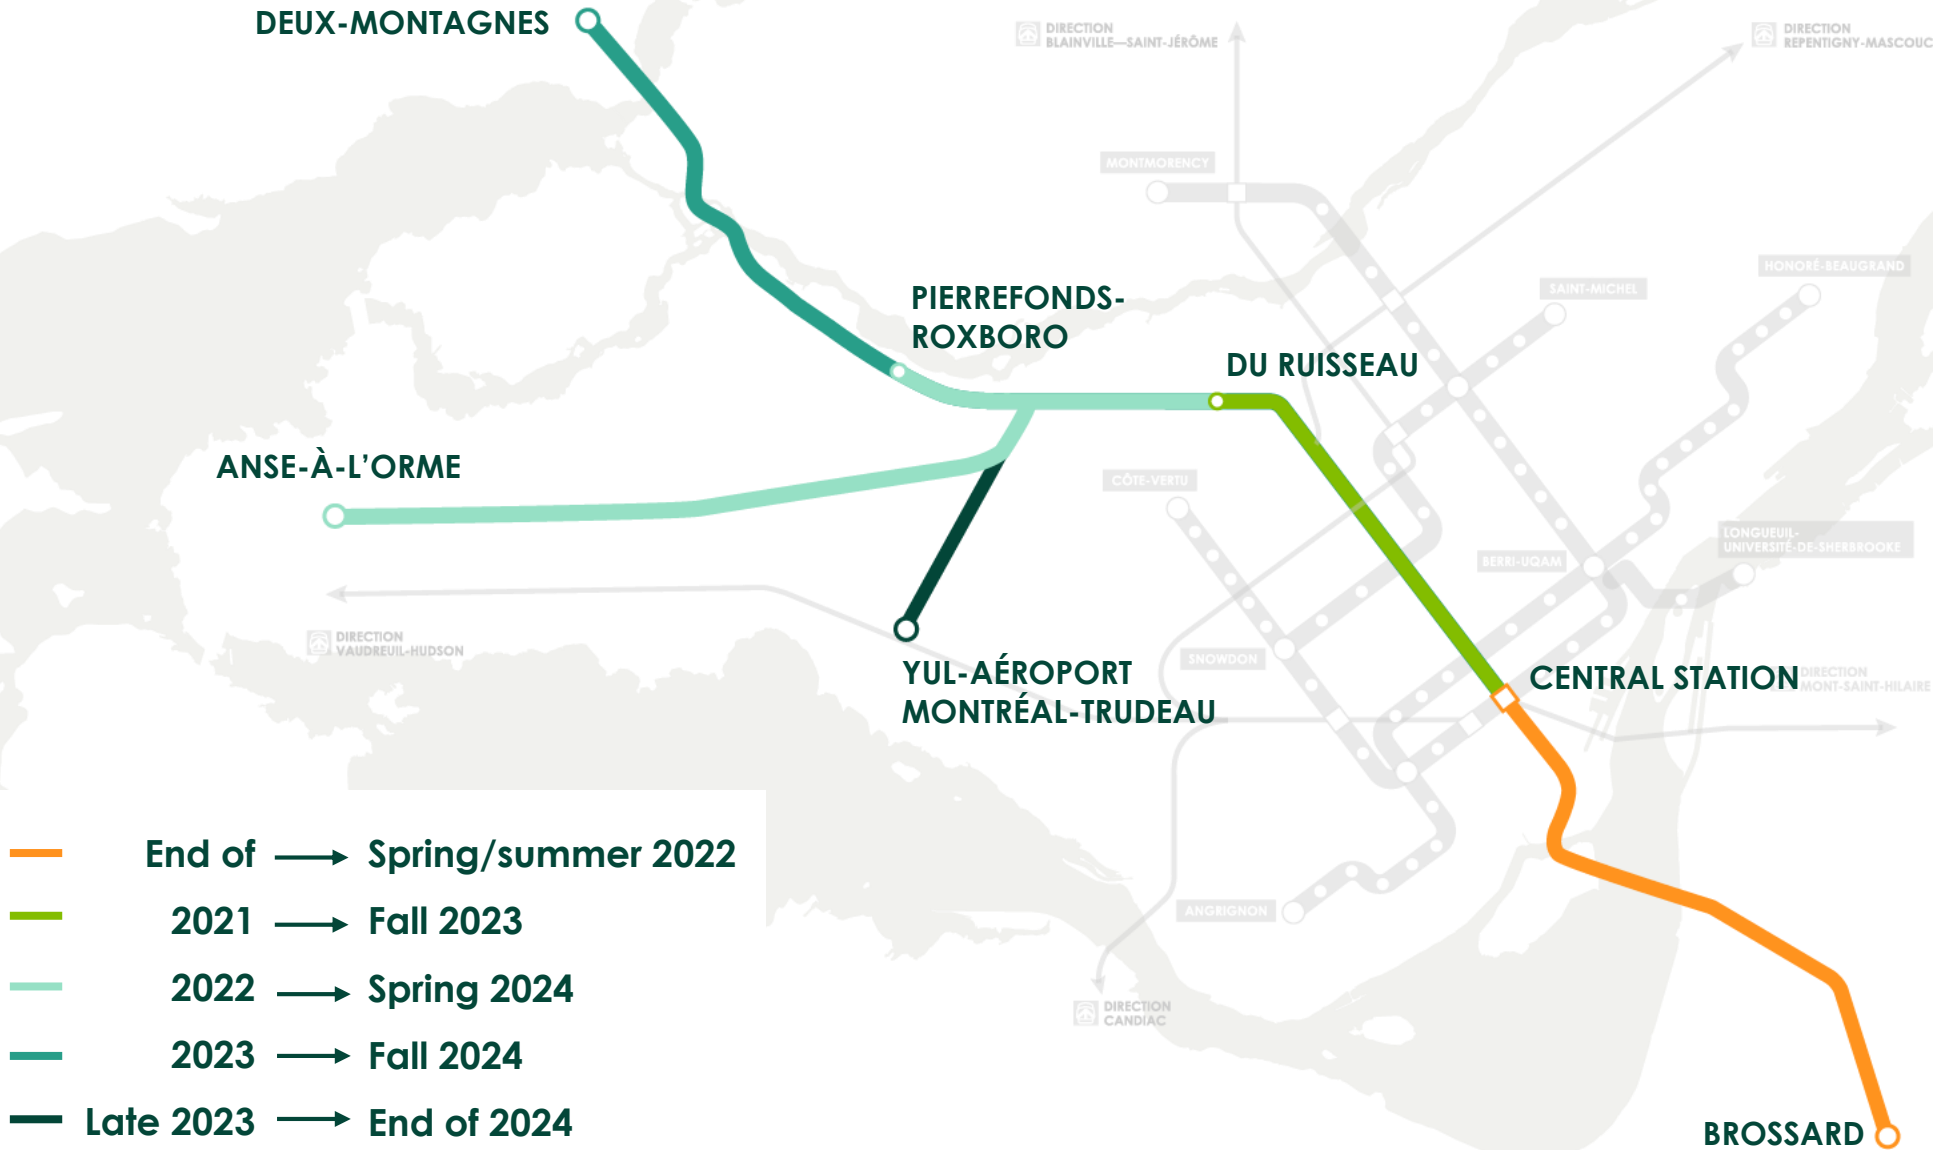 DEUX-MONTAGNES
DIRECTION
BLAINVILLE—SAINT-JÉRÔME
DIRECTION
REPENTIGNY-MASCOUC
MONTMORENCY
HONORÉ-BEAUGRAND
SAINT-MICHEL
PIERREFONDS-
ROXBORO
DU RUISSEAU
ANSE-À-L'ORME
CÔTE-VERTU
LONGUEUIL-
UNIVERSITÉ-DE-SHERBROOKE
BERRI-UQAM
DIRECTION
VAUDREUIL-HUDSON
SNOWDON
YUL-AÉROPORT
MONTRÉAL-TRUDEAU
CENTRAL STATION
DIRECTION
MONT-SAINT-HILAIRE
ANGRIGNON
DIRECTION
CANDIAC
BROSSARD
End of → Spring/summer 2022
2021 → Fall 2023
2022 → Spring 2024
2023 → Fall 2024
Late 2023 → End of 2024